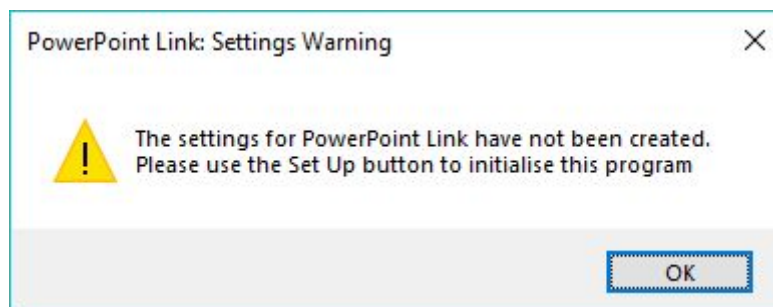 PowerPoint Link: Settings Warning
The settings for PowerPoint Link have not been created.
Please use the Set Up button to initialise this program
OK